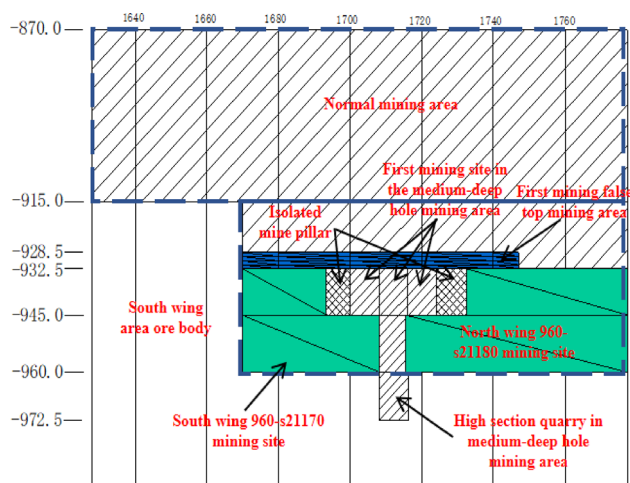 1640 1660 1680 1700 1720 1740 1760
-870.0
Normal mining area
First mining site in
the medium-deep
hole mining area
First mining false
top mining area
Isolated
mine pillar
-915.0
-928.5
-932.5
South wing
area ore body
-945.0
North wing 960-
s21180 mining site
-960.0
-972.5
South wing 960-s21170
mining site
High section quarry in
medium-deep hole
mining area